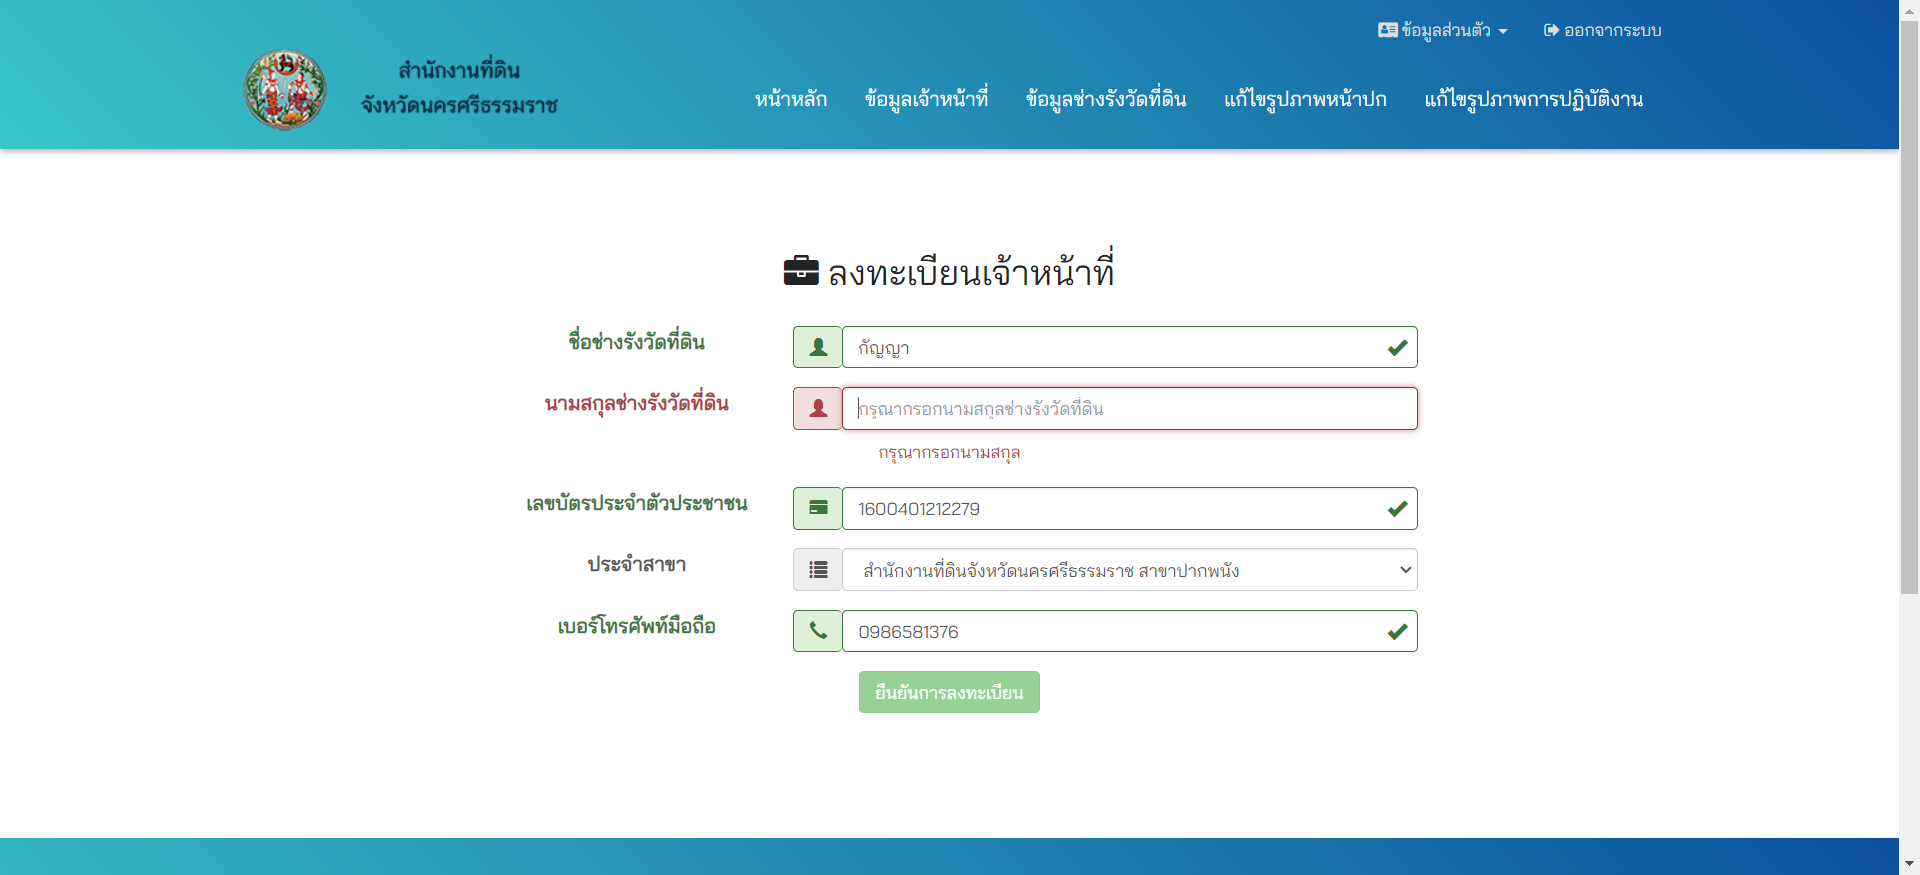 ข้อมูลส่วนตัว ออกจากระบบ
สำนักงานที่ดิน
จังหวัดนครศรีธรรมราช
หน้าหลัก ข้อมูลเจ้าหน้าที่ ข้อมูลช่างรังวัดที่ดิน แก้ไขรูปภาพหน้าปก แก้ไขรูปภาพการปฏิบัติงาน
ลงทะเบียนเจ้าหน้าที่
ชื่อช่างรังวัดที่ดิน กัญญา
นามสกุลช่างรังวัดที่ดิน กรุณากรอกนามสกุลช่างรังวัดที่ดิน
กรุณากรอกนามสกุล
เลขบัตรประจำตัวประชาชน 1600401212279
ประจำสาขา สำนักงานที่ดินจังหวัดนครศรีธรรมราช สาขาปากพนัง
เบอร์โทรศัพท์มือถือ 0986581376
ยืนยันการลงทะเบียน